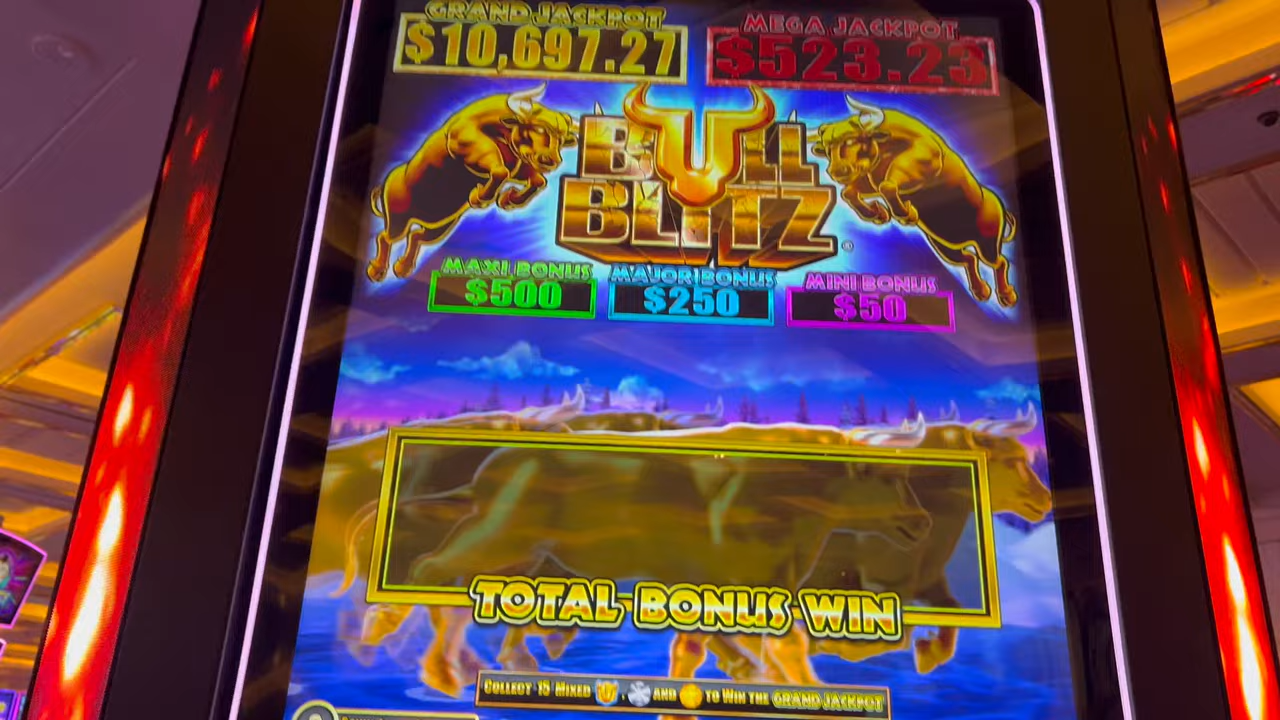 GRAND JACKPOT
$10,697.27
MEGA JACKPOT
$523.23
BULL
BLITZ
®
MAXI BONUS
$500
MAJOR BONUS
$250
MINI BONUS
$50
TOTAL BONUS WIN
COLLECT 15 MIXED , AND TO WIN THE GRAND JACKPOT